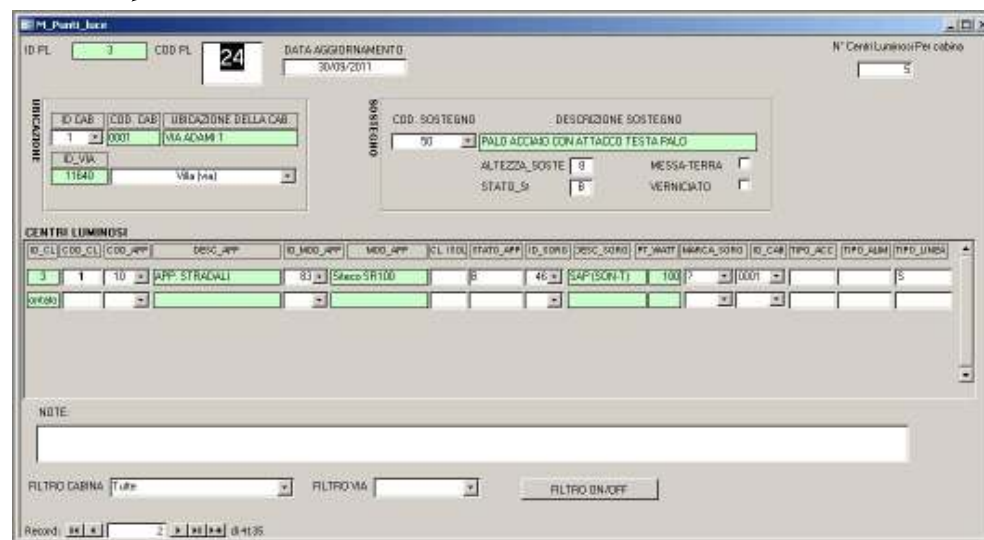 M_Punti_luce
ID PL 3 COD PL 24 DATA AGGIORNAMENTO 30/09/2011 N° Centri Luminosi Per cabina 5
UBICAZIONE
ID CAB COD. CAB UBICAZIONE DELLA CAB.
1 0001 VIA ADAMI 1
ID_VIA
11640 Villa (via)
SOSTEGNO
COD. SOSTEGNO DESCRIZIONE SOSTEGNO
50 PALO ACCIAIO CON ATTACCO TESTA PALO
ALTEZZA_SOSTE 8 MESSA-TERRA
STATO_S B VERNICIATO
CENTRI LUMINOSI
ID_CL COD_CL COD_APP DESC_APP ID_MOD_APP MOD_APP CL ISOL STATO_APP ID_SORG DESC_SORG PT_WATT MARCA_SORG ID_CAB TIPO_ACC TIPO_ALIM TIPO_LINEA
3 1 10 APP. STRADALI 83 Siteco SR100 B 46 SAP (SON-T) 100 ? 0001 S
NOTE:
FILTRO CABINA Tutte FILTRO VIA FILTRO ON/OFF
Record: 2 di 4135